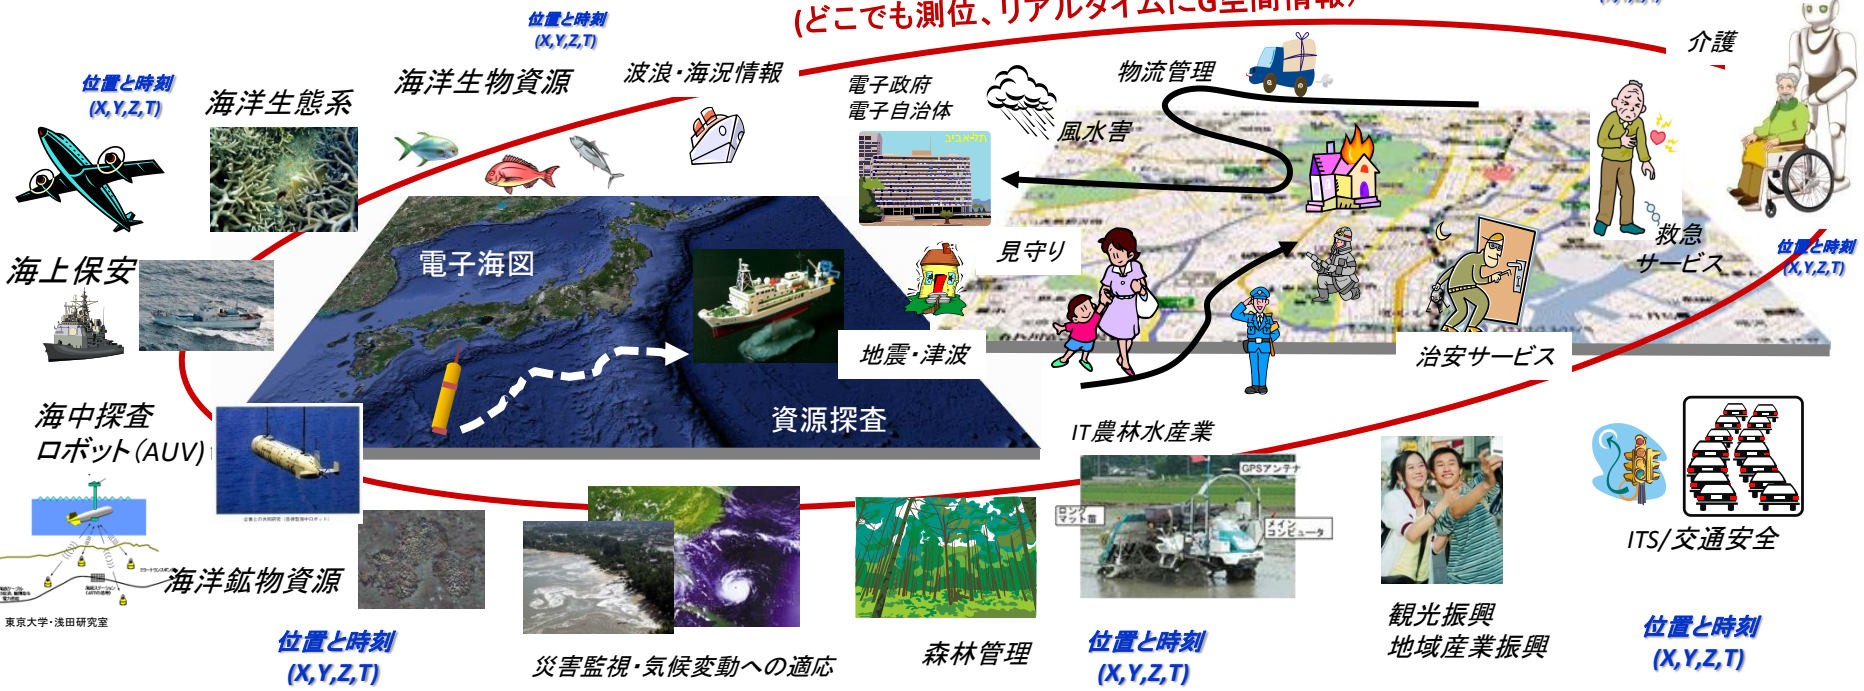 (どこでも測位、リアルタイムにG空間情報)
位置と時刻
(X,Y,Z,T)
位置と時刻
(X,Y,Z,T)
海洋生態系
海洋生物資源
波浪・海況情報
電子政府
電子自治体
風水害
物流管理
介護
תל-אביב
海上保安
電子海図
見守り
救急
サービス
位置と時刻
(X,Y,Z,T)
地震・津波
治安サービス
海中探査
ロボット(AUV)
資源探査
IT農林水産業
GPSアンテナ
ロング
マット苗
メイン
コンピュータ
ITS/交通安全
海洋鉱物資源
東京大学・浅田研究室
位置と時刻
(X,Y,Z,T)
災害監視・気候変動への適応
森林管理
位置と時刻
(X,Y,Z,T)
観光振興
地域産業振興
位置と時刻
(X,Y,Z,T)